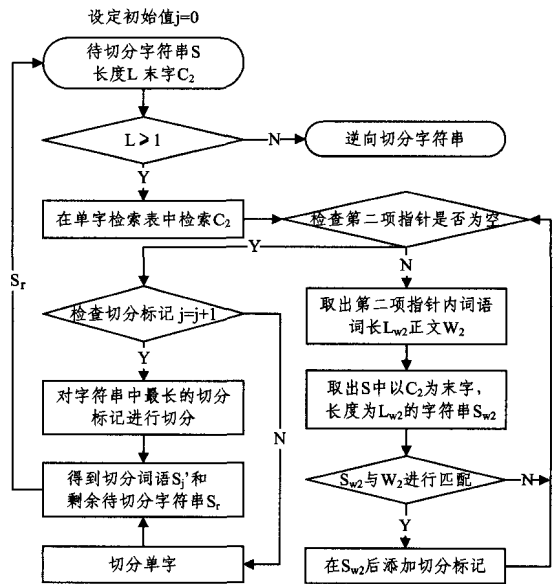 设定初始值j=0
待切分字符串S
长度L 末字C₂
L⩾1
N
逆向切分字符串
Y
在单字检索表中检索C₂
检查第二项指针是否为空
Y
N
Sr
检查切分标记 j=j+1
取出第二项指针内词语
词长Lw2正文W₂
Y
对字符串中最长的切分
标记进行切分
N
取出S中以C₂为末字,
长度为Lw2的字符串Sw2
得到切分词语Sj’和
剩余待切分字符串Sr
Sw2与W₂进行匹配
N
Y
切分单字
在Sw2后添加切分标记